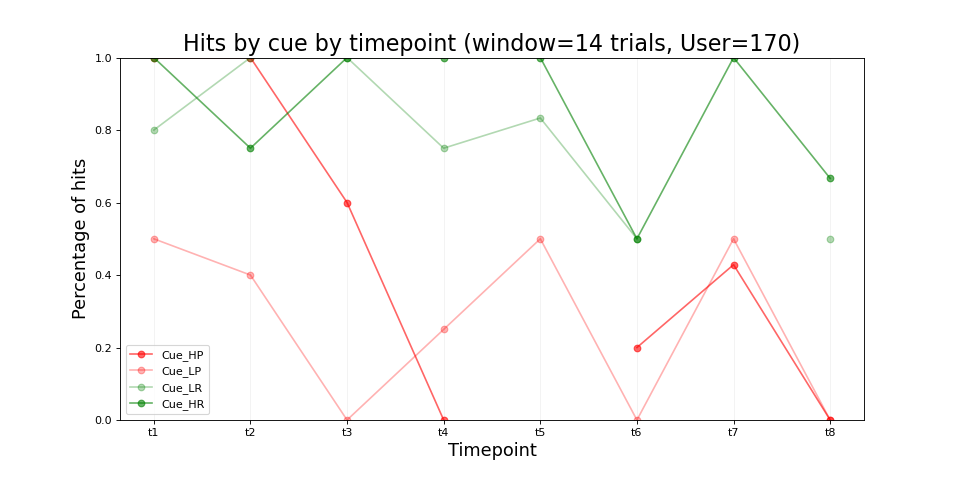 Hits by cue by timepoint (window=14 trials, User=170)
Percentage of hits
1.0
0.8
0.6
0.4
0.2
0.0
Cue_HP
Cue_LP
Cue_LR
Cue_HR
t1 t2 t3 t4 t5 t6 t7 t8
Timepoint